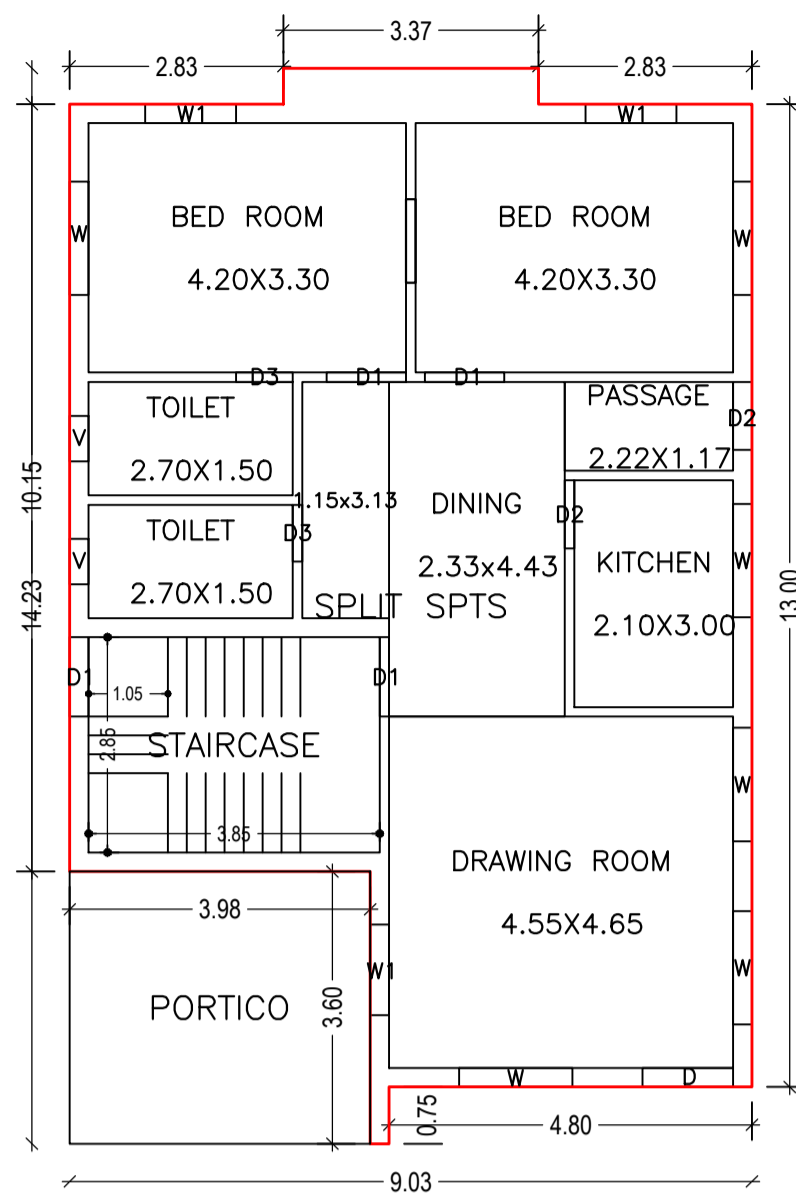 3.37
2.83
2.83
W1
W1
BED ROOM
4.20X3.30
BED ROOM
4.20X3.30
W
W
D3
D1
D1
TOILET
2.70X1.50
V
PASSAGE
2.22X1.17
D2
1.15x3.13
DINING
2.33x4.43
D2
TOILET
2.70X1.50
V
D3
KITCHEN
2.10X3.00
W
SPLIT SPTS
10.15
14.23
13.00
D1
D1
1.05
2.85
STAIRCASE
3.85
W
DRAWING ROOM
4.55X4.65
W
3.98
W1
PORTICO
3.60
W
D
0.75
4.80
9.03